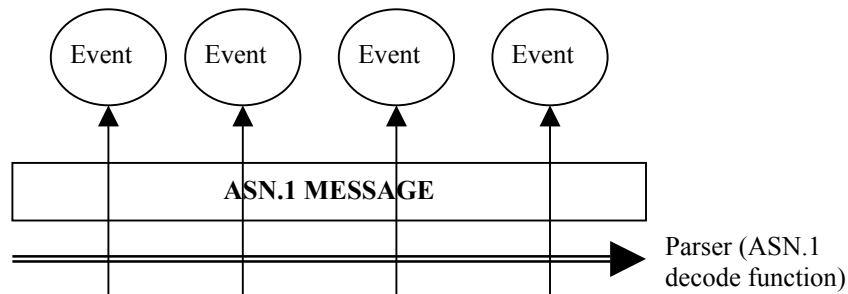 Event Event Event Event
ASN.1 MESSAGE
Parser (ASN.1
decode function)